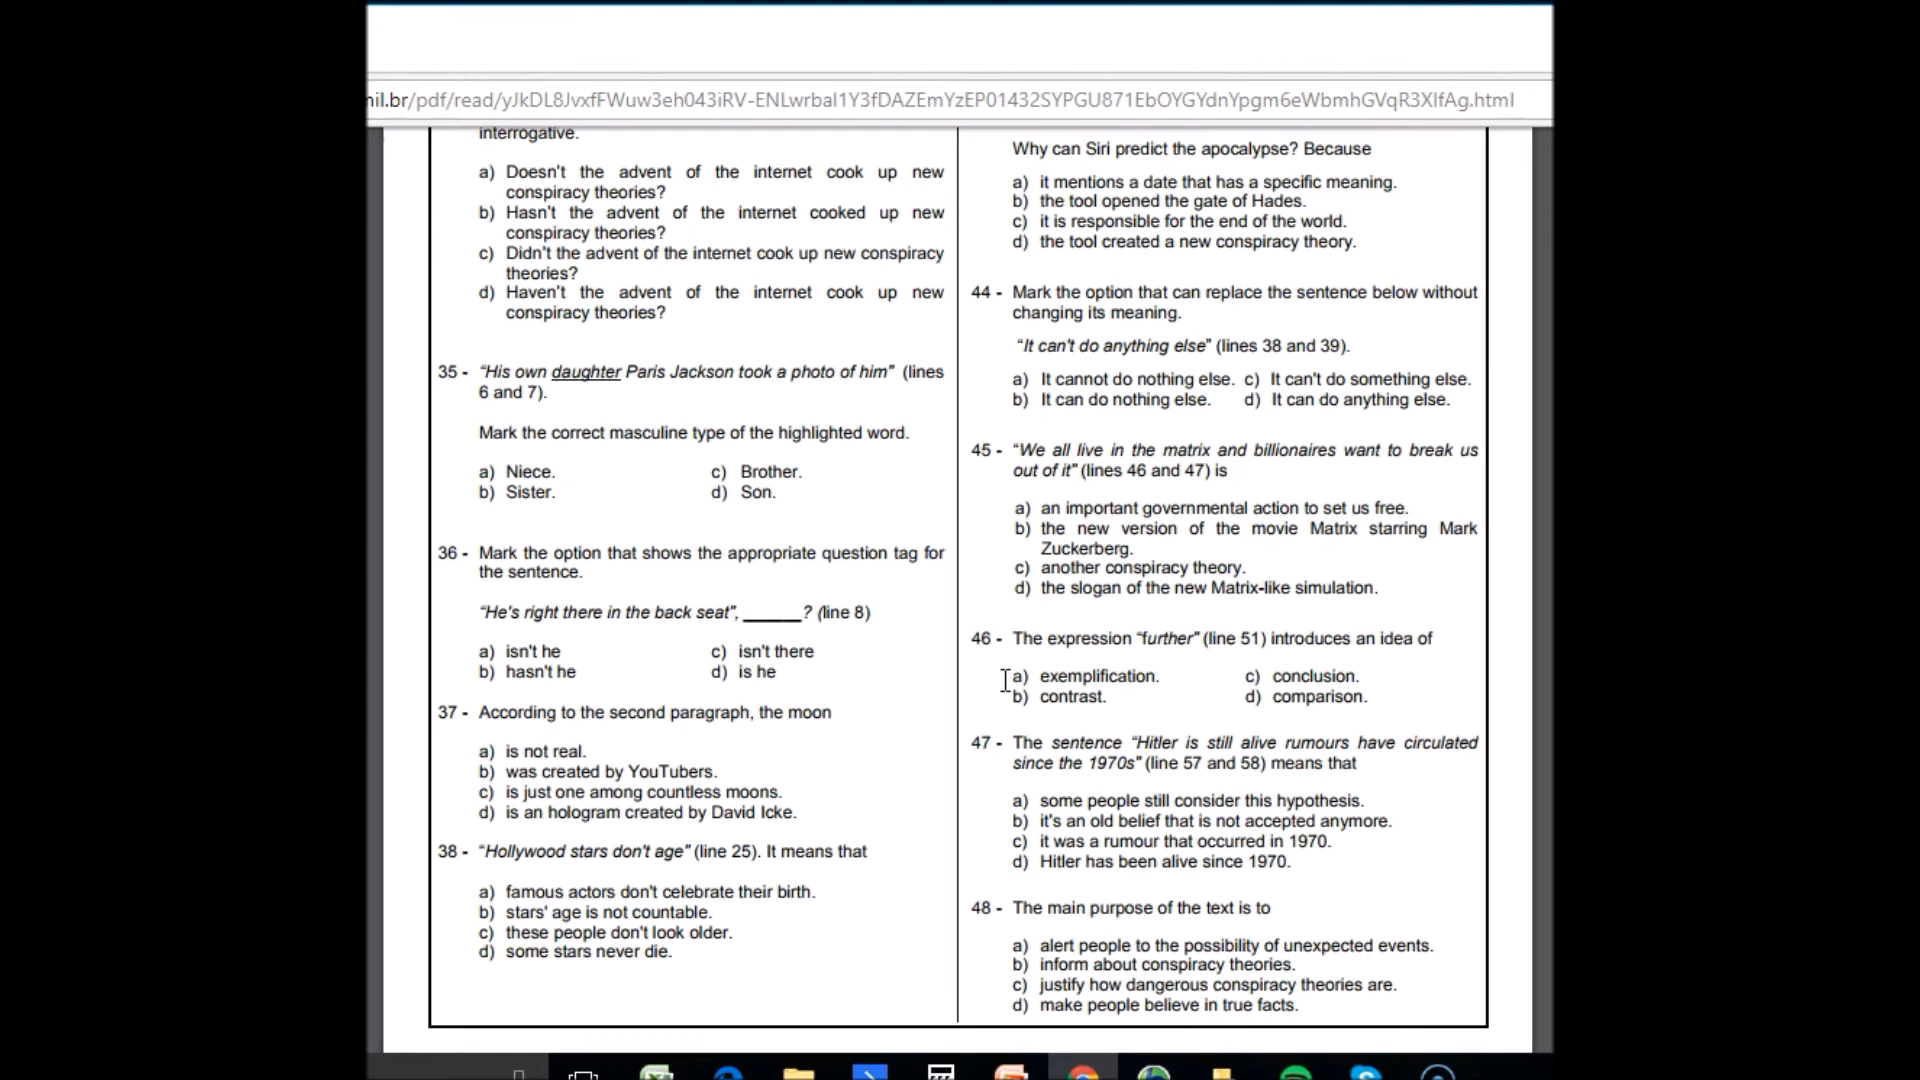 nil.br/pdf/read/yJkDL8JvxfFWuw3eh043iRV-ENLwrbaI1Y3fDAZEmYzEP01432SYPGU871EbOYGYdnYpgm6eWbmhGVqR3XIfAg.html
interrogative.
a) Doesn't the advent of the internet cook up new
conspiracy theories?
b) Hasn't the advent of the internet cooked up new
conspiracy theories?
c) Didn't the advent of the internet cook up new conspiracy
theories?
d) Haven't the advent of the internet cook up new
conspiracy theories?
35 - "His own daughter Paris Jackson took a photo of him" (lines
6 and 7).
Mark the correct masculine type of the highlighted word.
a) Niece. c) Brother.
b) Sister. d) Son.
36 - Mark the option that shows the appropriate question tag for
the sentence.
"He's right there in the back seat", ______? (line 8)
a) isn't he c) isn't there
b) hasn't he d) is he
37 - According to the second paragraph, the moon
a) is not real.
b) was created by YouTubers.
c) is just one among countless moons.
d) is an hologram created by David Icke.
38 - "Hollywood stars don't age" (line 25). It means that
a) famous actors don't celebrate their birth.
b) stars' age is not countable.
c) these people don't look older.
d) some stars never die.
Why can Siri predict the apocalypse? Because
a) it mentions a date that has a specific meaning.
b) the tool opened the gate of Hades.
c) it is responsible for the end of the world.
d) the tool created a new conspiracy theory.
44 - Mark the option that can replace the sentence below without
changing its meaning.
"It can't do anything else" (lines 38 and 39).
a) It cannot do nothing else. c) It can't do something else.
b) It can do nothing else. d) It can do anything else.
45 - "We all live in the matrix and billionaires want to break us
out of it" (lines 46 and 47) is
a) an important governmental action to set us free.
b) the new version of the movie Matrix starring Mark
Zuckerberg.
c) another conspiracy theory.
d) the slogan of the new Matrix-like simulation.
46 - The expression "further" (line 51) introduces an idea of
a) exemplification. c) conclusion.
b) contrast. d) comparison.
47 - The sentence "Hitler is still alive rumours have circulated
since the 1970s" (line 57 and 58) means that
a) some people still consider this hypothesis.
b) it's an old belief that is not accepted anymore.
c) it was a rumour that occurred in 1970.
d) Hitler has been alive since 1970.
48 - The main purpose of the text is to
a) alert people to the possibility of unexpected events.
b) inform about conspiracy theories.
c) justify how dangerous conspiracy theories are.
d) make people believe in true facts.